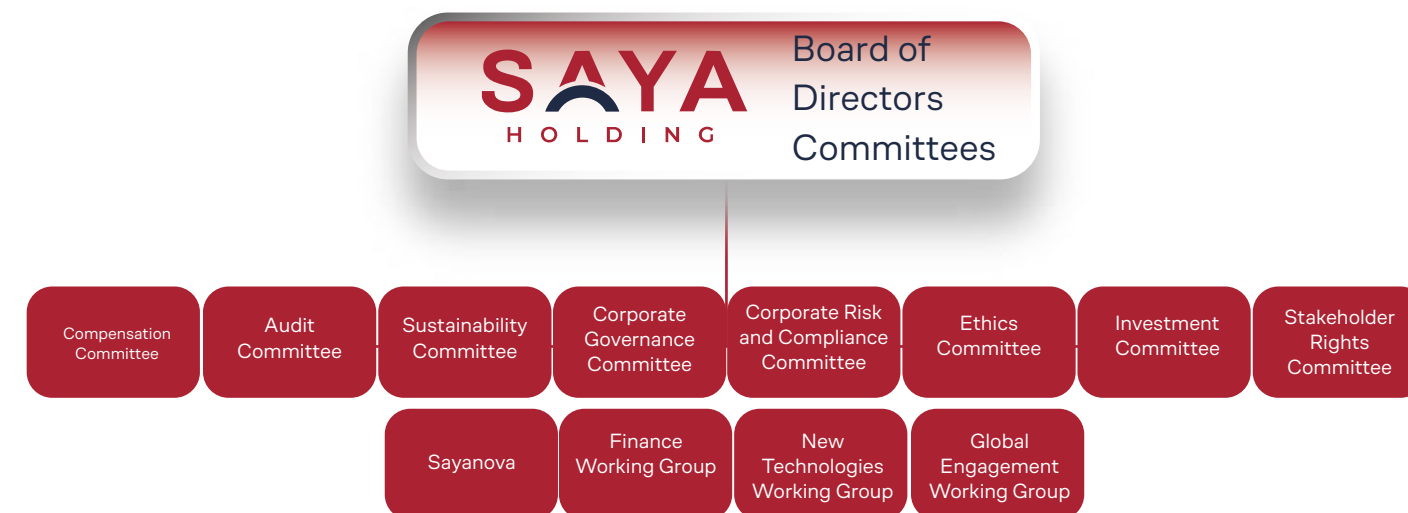 SAYA
HOLDING
Board of
Directors
Committees
Compensation
Committee
Audit
Committee
Sustainability
Committee
Corporate
Governance
Committee
Corporate Risk
and Compliance
Committee
Ethics
Committee
Investment
Committee
Stakeholder
Rights
Committee
Sayanova
Finance
Working Group
New
Technologies
Working Group
Global
Engagement
Working Group